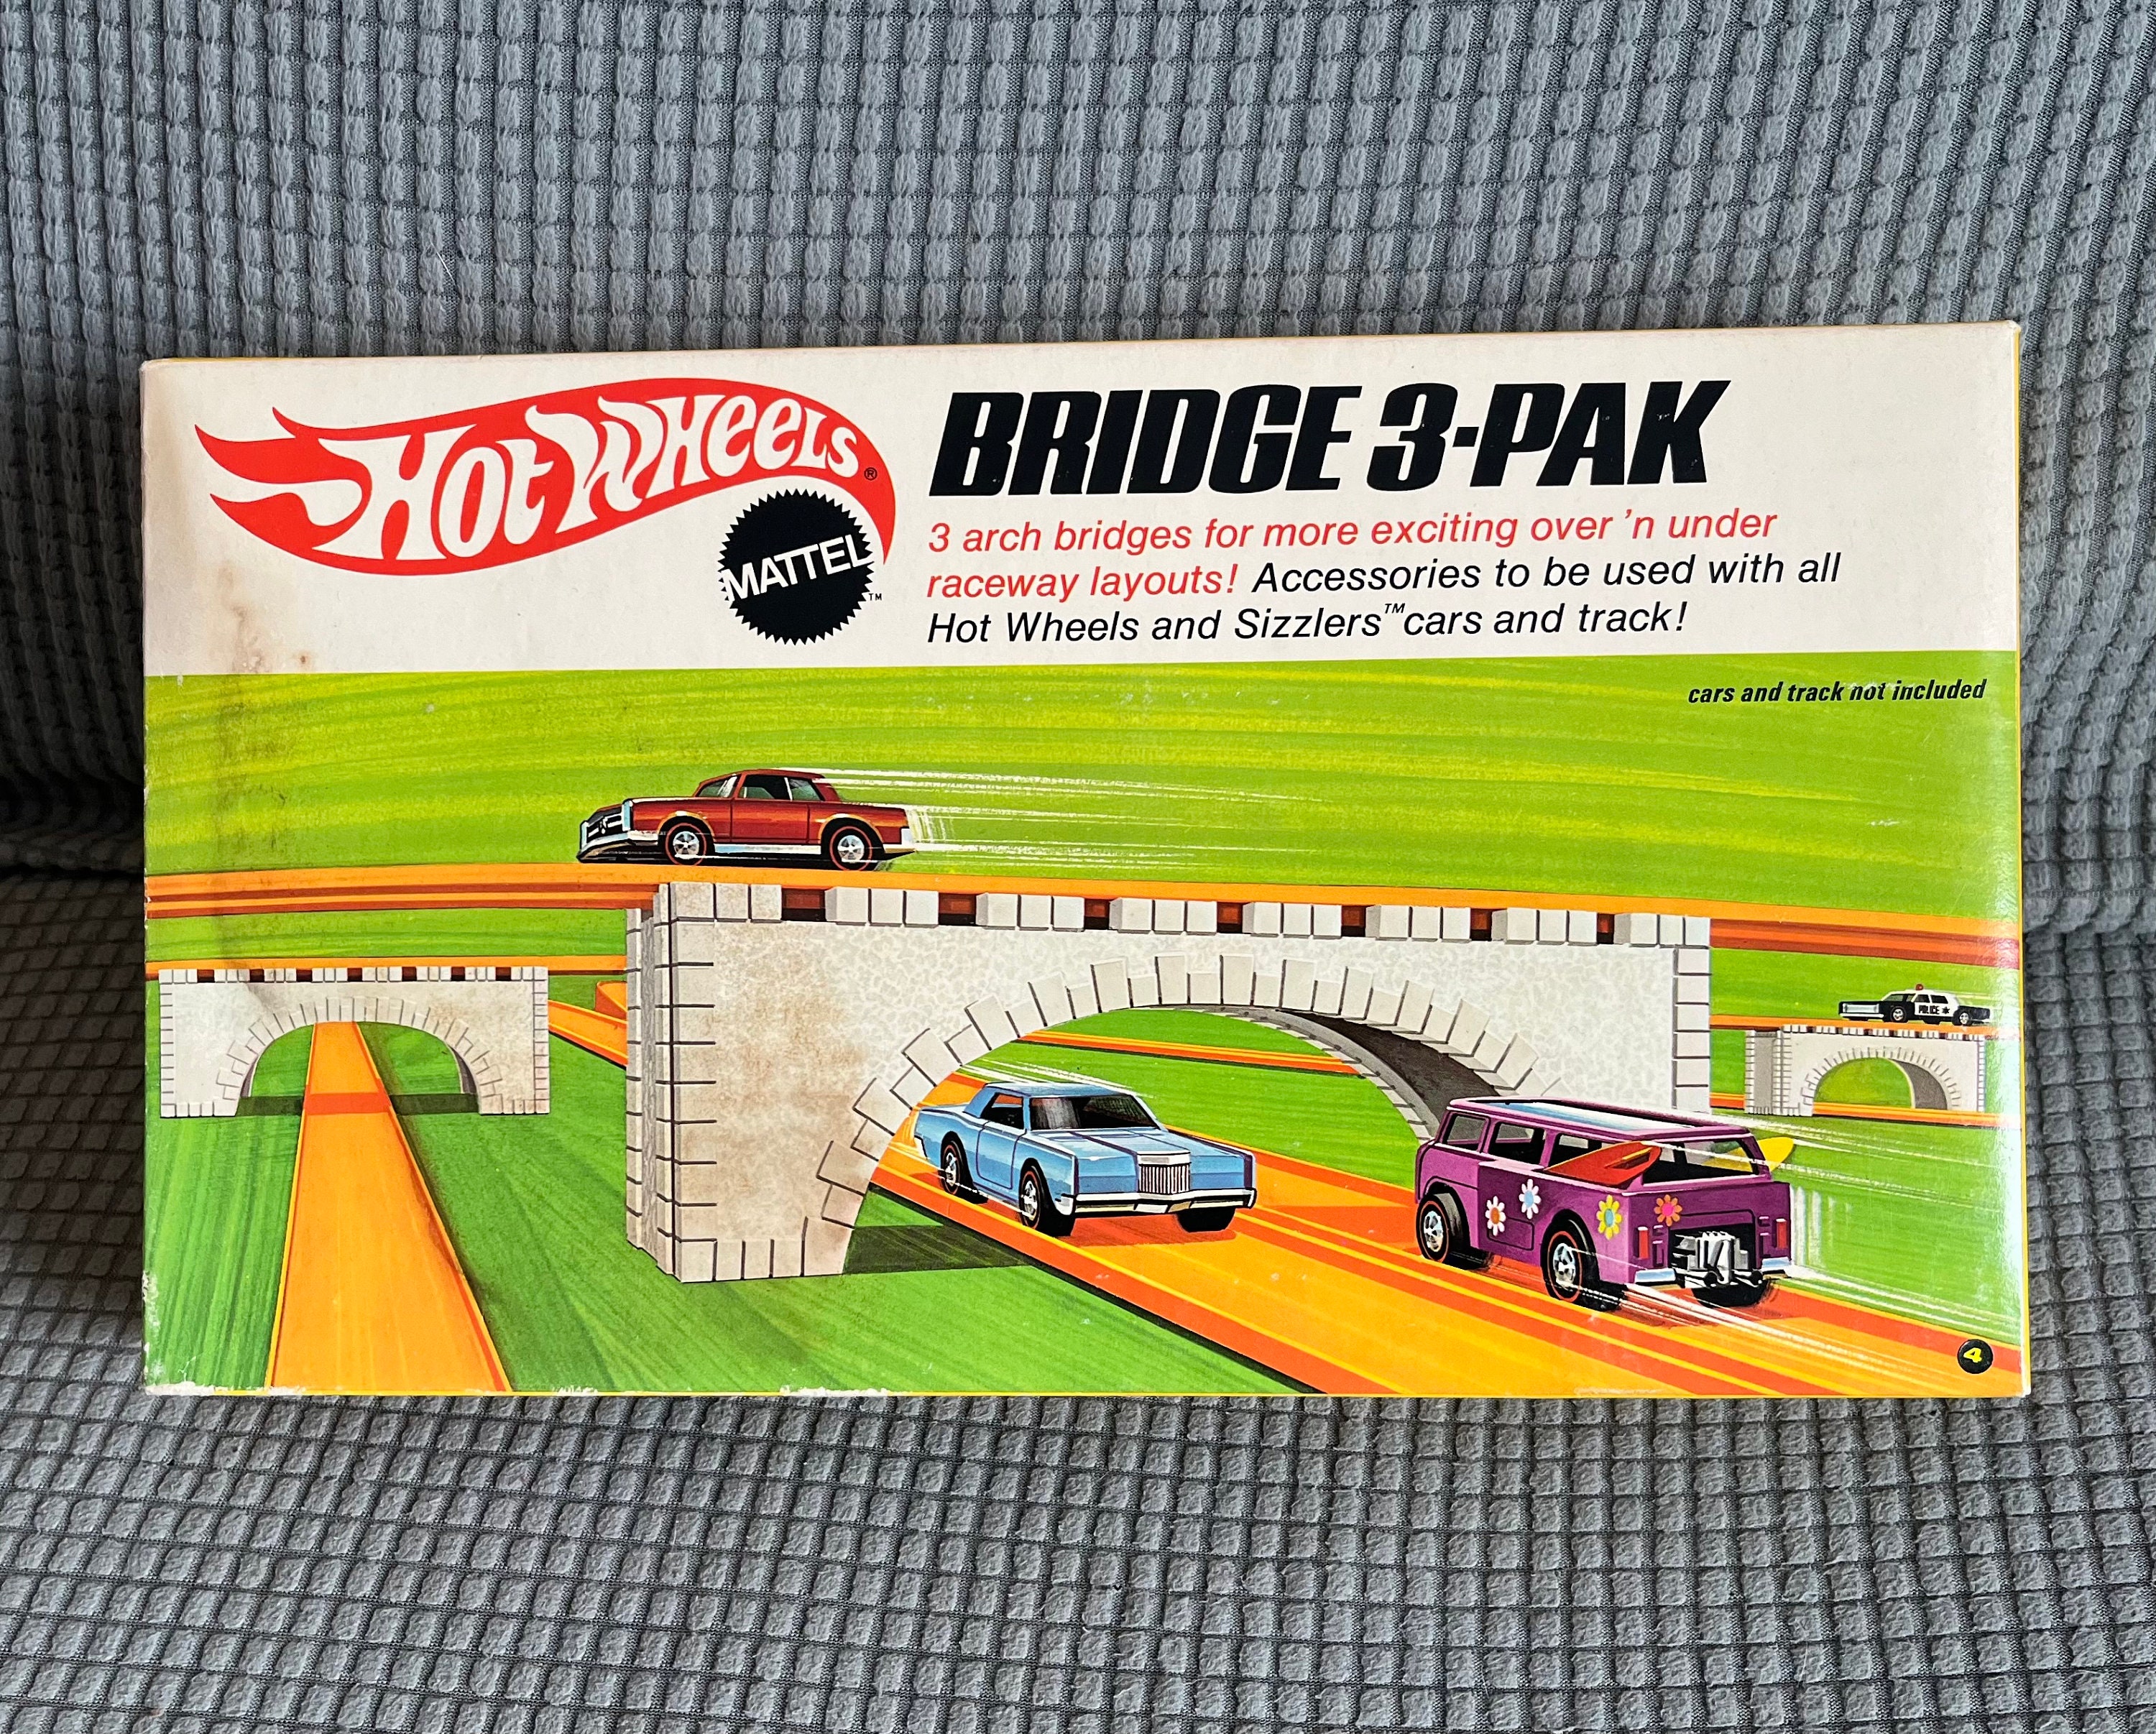 Hot Wheels®
MATTEL™
BRIDGE 3-PAK
3 arch bridges for more exciting over 'n under
raceway layouts! Accessories to be used with all
Hot Wheels and Sizzlers™ cars and track!
cars and track not included
POLICE
4